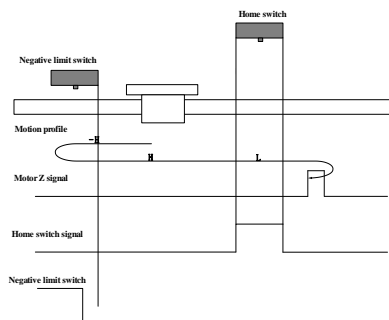 Home switch
Negative limit switch
Motion profile
-H
H
L
Motor Z signal
Home switch signal
Negative limit switch